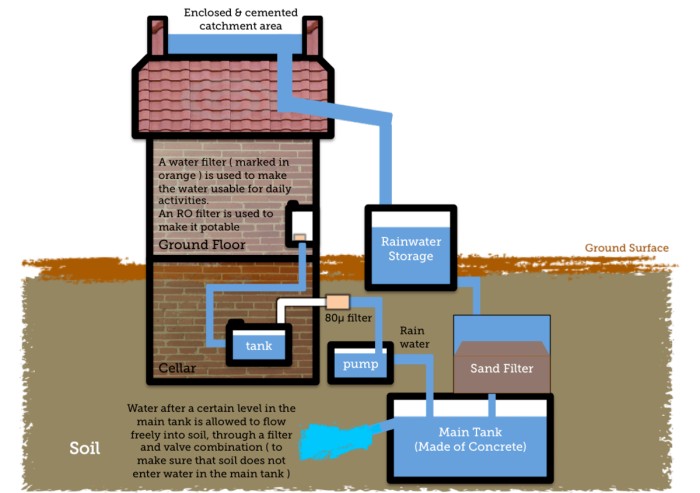 Enclosed & cemented
catchment area
A water filter ( marked in
orange ) is used to make
the water usable for daily
activities.
An RO filter is used to
make it potable
Ground Floor
Rainwater
Storage
Ground Surface
80µ filter
Rain
water
tank
pump
Sand Filter
Cellar
Water after a certain level in the
main tank is allowed to flow
freely into soil, through a filter
and valve combination ( to
make sure that soil does not
enter water in the main tank )
Soil
Main Tank
(Made of Concrete)